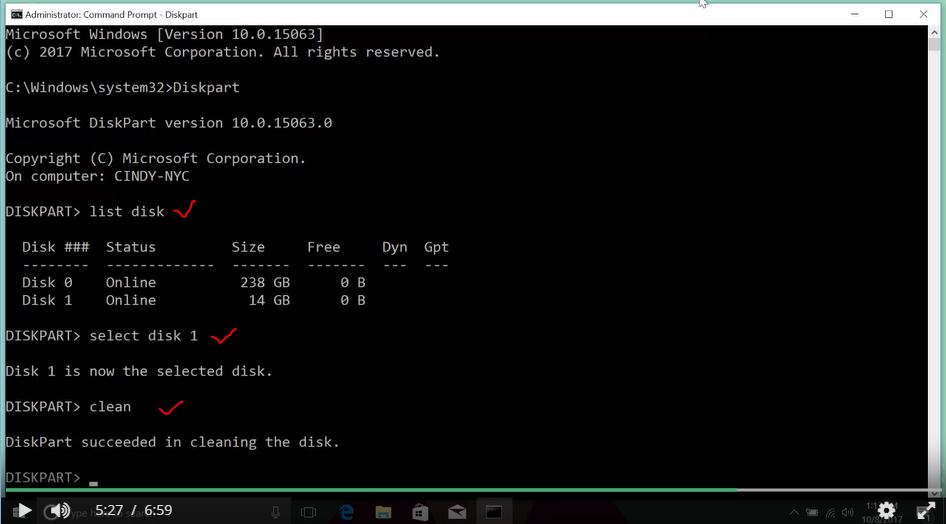 Administrator: Command Prompt - Diskpart
Microsoft Windows [Version 10.0.15063]
(c) 2017 Microsoft Corporation. All rights reserved.
C:\Windows\system32>Diskpart
Microsoft DiskPart version 10.0.15063.0
Copyright (C) Microsoft Corporation.
On computer: CINDY-NYC
DISKPART> list disk
Disk ### Status Size Free Dyn Gpt
-------- ------------- ------- ------- --- ---
Disk 0 Online 238 GB 0 B
Disk 1 Online 14 GB 0 B
DISKPART> select disk 1
Disk 1 is now the selected disk.
DISKPART> clean
DiskPart succeeded in cleaning the disk.
DISKPART>
5:27 / 6:59
10/8/2017